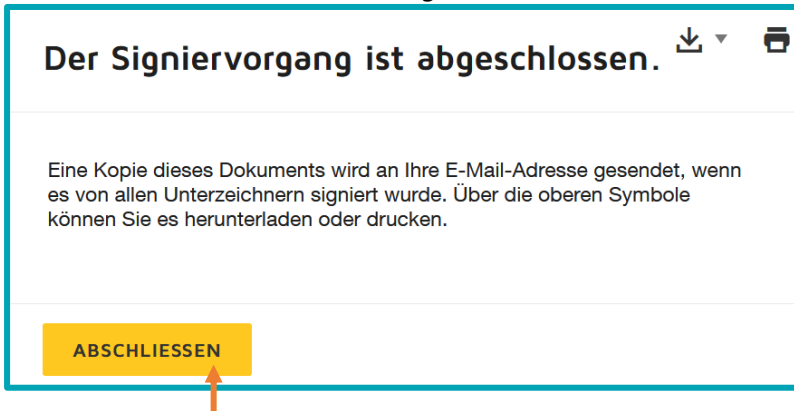 Der Signiervorgang ist abgeschlossen.
Eine Kopie dieses Dokuments wird an Ihre E-Mail-Adresse gesendet, wenn
es von allen Unterzeichnern signiert wurde. Über die oberen Symbole
können Sie es herunterladen oder drucken.
ABSCHLIESSEN